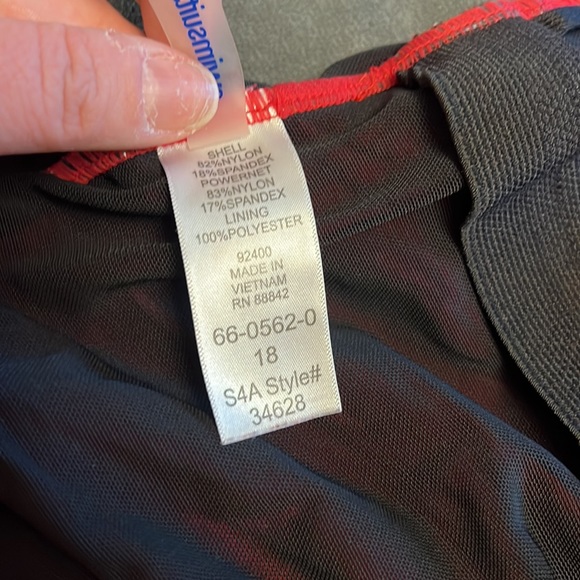 swimsuits
SHELL
82%NYLON
18%SPANDEX
POWERNET
83%NYLON
17%SPANDEX
LINING
100%POLYESTER
92400
MADE IN
VIETNAM
RN 88842
66-0562-0
18
S4A Style#
34628